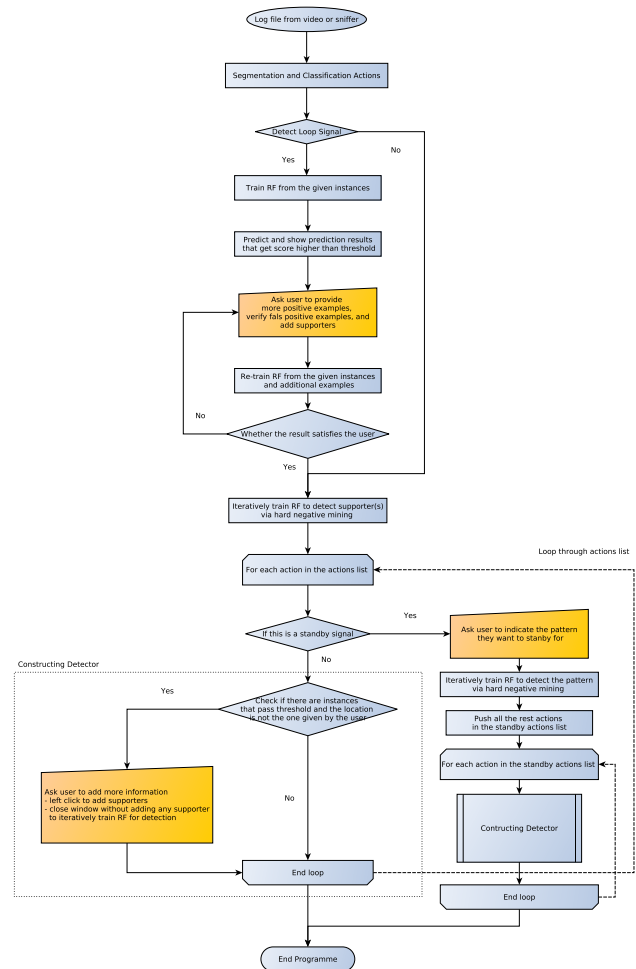 Log file from video or sniffer
Segmentation and Classification Actions
Detect Loop Signal
No
Yes
Train RF from the given instances
Predict and show prediction results
that get score higher than threshold
Ask user to provide
more positive examples,
verify fals positive examples, and
add supporters
Re-train RF from the given instances
and additional examples
No
Whether the result satisfies the user
Yes
Iteratively train RF to detect supporter(s)
via hard negative mining
Loop through actions list
For each action in the actions list
Yes
If this is a standby signal
Ask user to indicate the pattern
they want to stanby for
No
Constructing Detector
Iteratively train RF to detect the pattern
via hard negative mining
Yes
Check if there are instances
that pass threshold and the location
is not the one given by the user
Push all the rest actions
in the standby actions list
For each action in the standby actions list
Ask user to add more information
- left click to add supporters
- close window without adding any supporter
to iteratively train RF for detection
No
Contructing Detector
End loop
End loop
End Programme